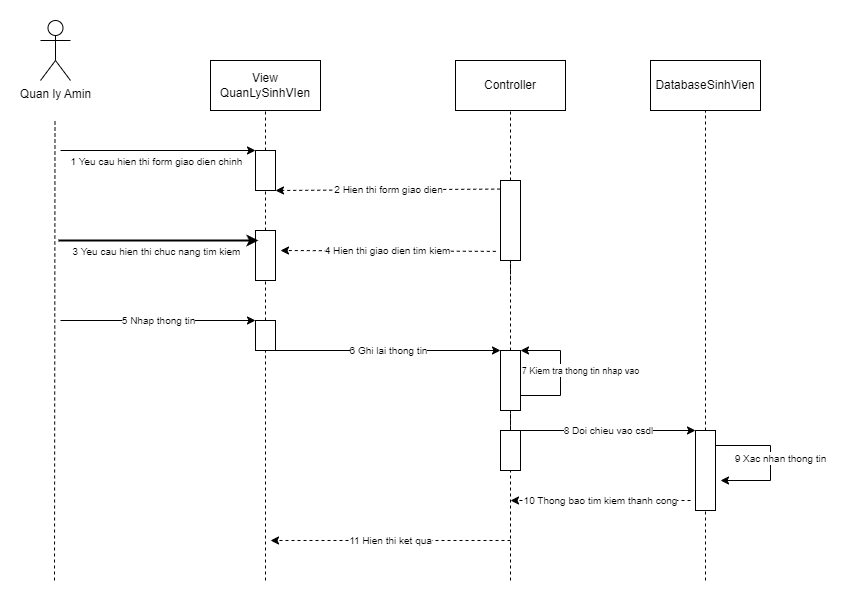 Quan ly Amin
View
QuanLySinhVIen
Controller
DatabaseSinhVien
1 Yeu cau hien thi form giao dien chinh
2 Hien thi form giao dien
3 Yeu cau hien thi chuc nang tim kiem
4 Hien thi giao dien tim kiem
5 Nhap thong tin
6 Ghi lai thong tin
7 Kiem tra thong tin nhap vao
8 Doi chieu vao csdl
9 Xac nhan thong tin
10 Thong bao tim kiem thanh cong
11 Hien thi ket qua